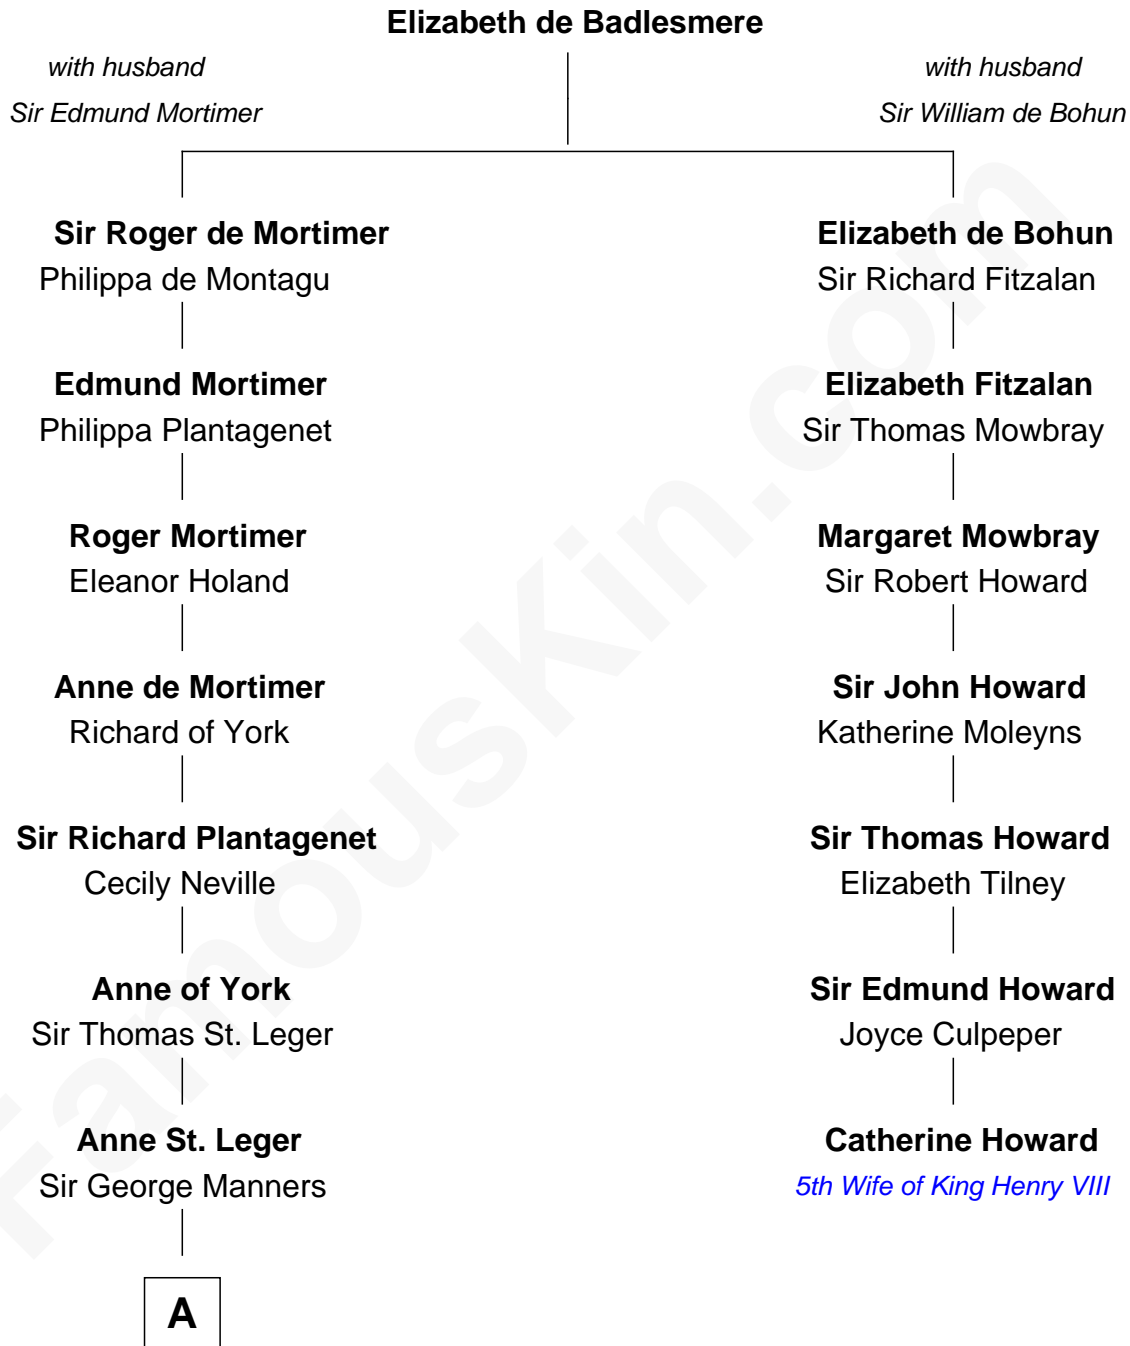 Elizabeth de Badlesmere
with husband
Sir Edmund Mortimer
with husband
Sir William de Bohun
Sir Roger de Mortimer
Philippa de Montagu
Elizabeth de Bohun
Sir Richard Fitzalan
Edmund Mortimer
Philippa Plantagenet
Elizabeth Fitzalan
Sir Thomas Mowbray
Roger Mortimer
Eleanor Holand
Margaret Mowbray
Sir Robert Howard
Anne de Mortimer
Richard of York
Sir John Howard
Katherine Moleyns
Sir Richard Plantagenet
Cecily Neville
Sir Thomas Howard
Elizabeth Tilney
Anne of York
Sir Thomas St. Leger
Sir Edmund Howard
Joyce Culpeper
Anne St. Leger
Sir George Manners
Catherine Howard
5th Wife of King Henry VIII
A
FamousKin.com